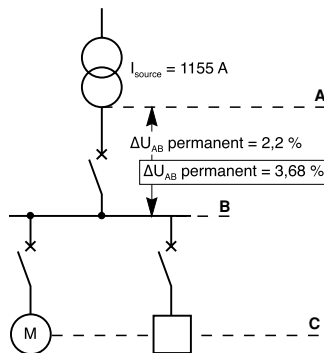 I_source = 1155 A
A
ΔU_AB permanent = 2,2 %
ΔU_AB permanent = 3,68 %
B
M
C